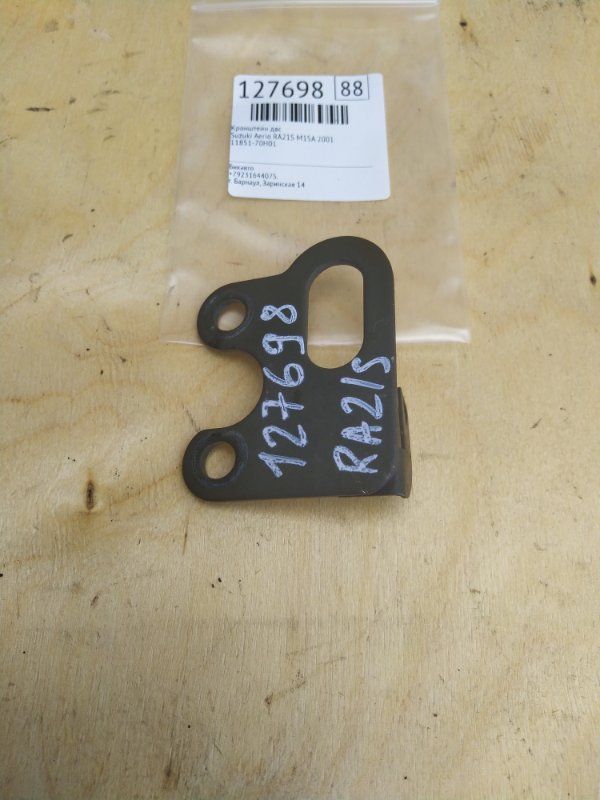 127698 88
Кронштейн двс
Suzuki Aerio RA21S M15A 2001
11851-70H01
+79231644075
г. Барнаул, Заринская 14
127698
RA21S